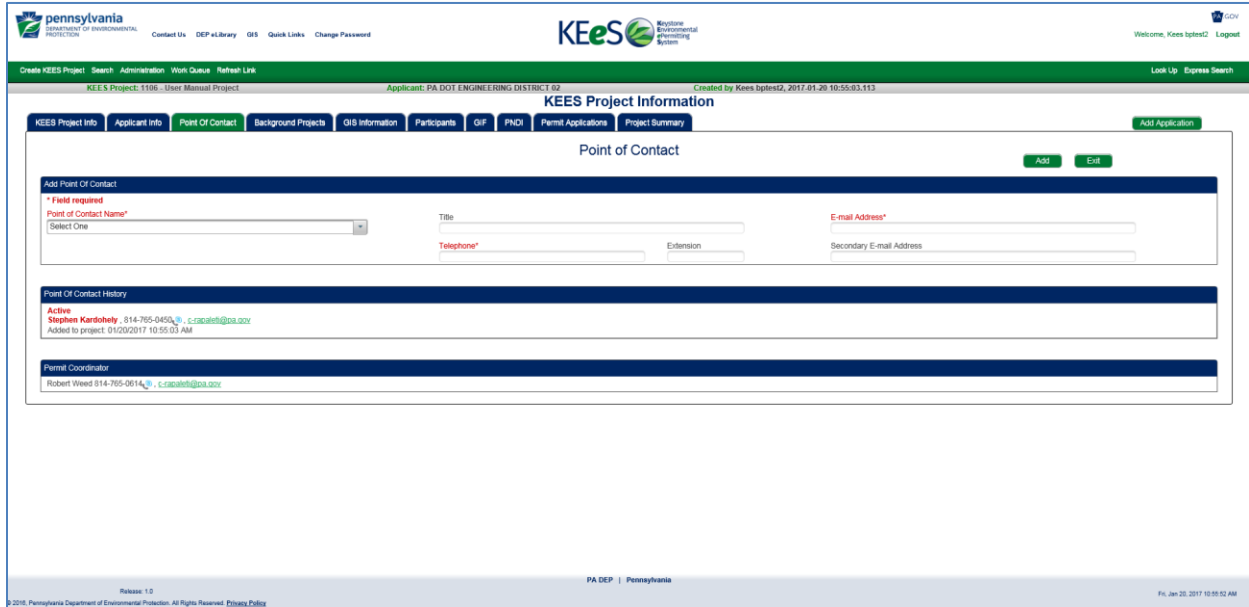 pennsylvania
DEPARTMENT OF ENVIRONMENTAL
PROTECTION
Contact Us DEP eLibrary GIS Quick Links Change Password
KEeS Keystone
Environmental
ePermitting
System
PA GOV
Welcome, Kees bptest2 Logout
Create KEES Project Search Administration Work Queue Refresh Link Look Up Express Search
KEES Project: 1106 - User Manual Project Applicant: PA DOT ENGINEERING DISTRICT 02 Created by Kees bptest2, 2017-01-20 10:55:03.113
KEES Project Information
KEES Project Info Applicant Info Point Of Contact Background Projects GIS Information Participants GIF PNDI Permit Applications Project Summary Add Application
Point of Contact
Add Exit
Add Point Of Contact
* Field required
Point of Contact Name* Title E-mail Address*
Select One
Telephone* Extension Secondary E-mail Address
Point Of Contact History
Active
Stephen Kardohely , 814-765-0450 , c-rapaleti@pa.gov
Added to project: 01/20/2017 10:55:03 AM
Permit Coordinator
Robert Weed 814-765-0614 , c-rapaleti@pa.gov
PA DEP | Pennsylvania
Release: 1.0
© 2016, Pennsylvania Department of Environmental Protection. All Rights Reserved. Privacy Policy
Fri, Jan 20, 2017 10:55:52 AM